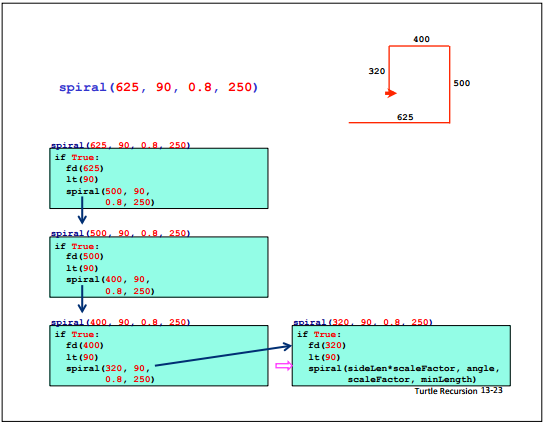 400
320
500
625
spiral(625, 90, 0.8, 250)
spiral(625, 90, 0.8, 250)
if True:
fd(625)
lt(90)
spiral(500, 90,
0.8, 250)
spiral(500, 90, 0.8, 250)
if True:
fd(500)
lt(90)
spiral(400, 90,
0.8, 250)
spiral(400, 90, 0.8, 250)
if True:
fd(400)
lt(90)
spiral(320, 90,
0.8, 250)
spiral(320, 90, 0.8, 250)
if True:
fd(320)
lt(90)
spiral(sideLen*scaleFactor, angle,
scaleFactor, minLength)
Turtle Recursion 13-23